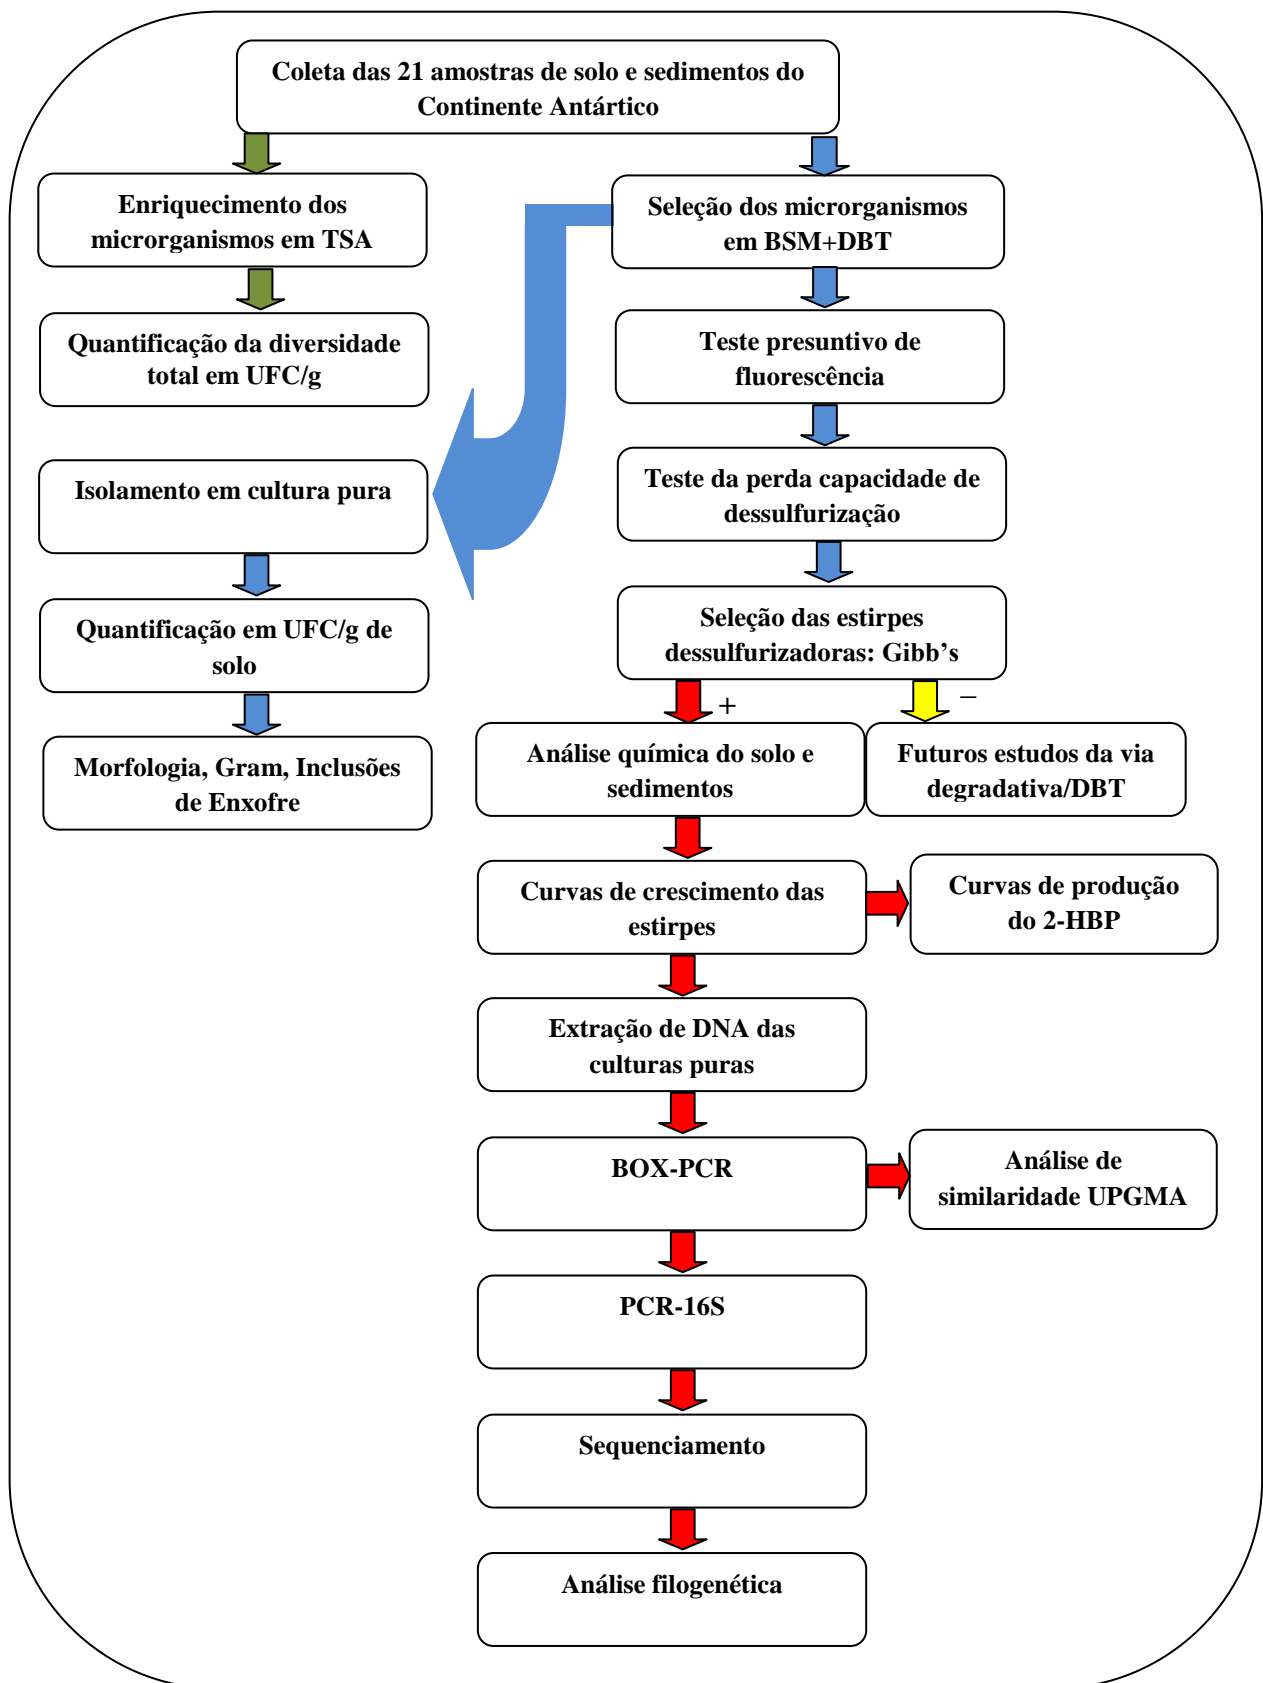 Coleta das 21 amostras de solo e sedimentos do
Continente Antártico
Enriquecimento dos
microrganismos em TSA
Seleção dos microrganismos
em BSM+DBT
Quantificação da diversidade
total em UFC/g
Teste presuntivo de
fluorescência
Isolamento em cultura pura
Teste da perda capacidade de
dessulfurização
Quantificação em UFC/g de
solo
Seleção das estirpes
dessulfurizadoras: Gibb’s
+
–
Morfologia, Gram, Inclusões
de Enxofre
Análise química do solo e
sedimentos
Futuros estudos da via
degradativa/DBT
Curvas de crescimento das
estirpes
Curvas de produção
do 2-HBP
Extração de DNA das
culturas puras
BOX-PCR
Análise de
similaridade UPGMA
PCR-16S
Sequenciamento
Análise filogenética